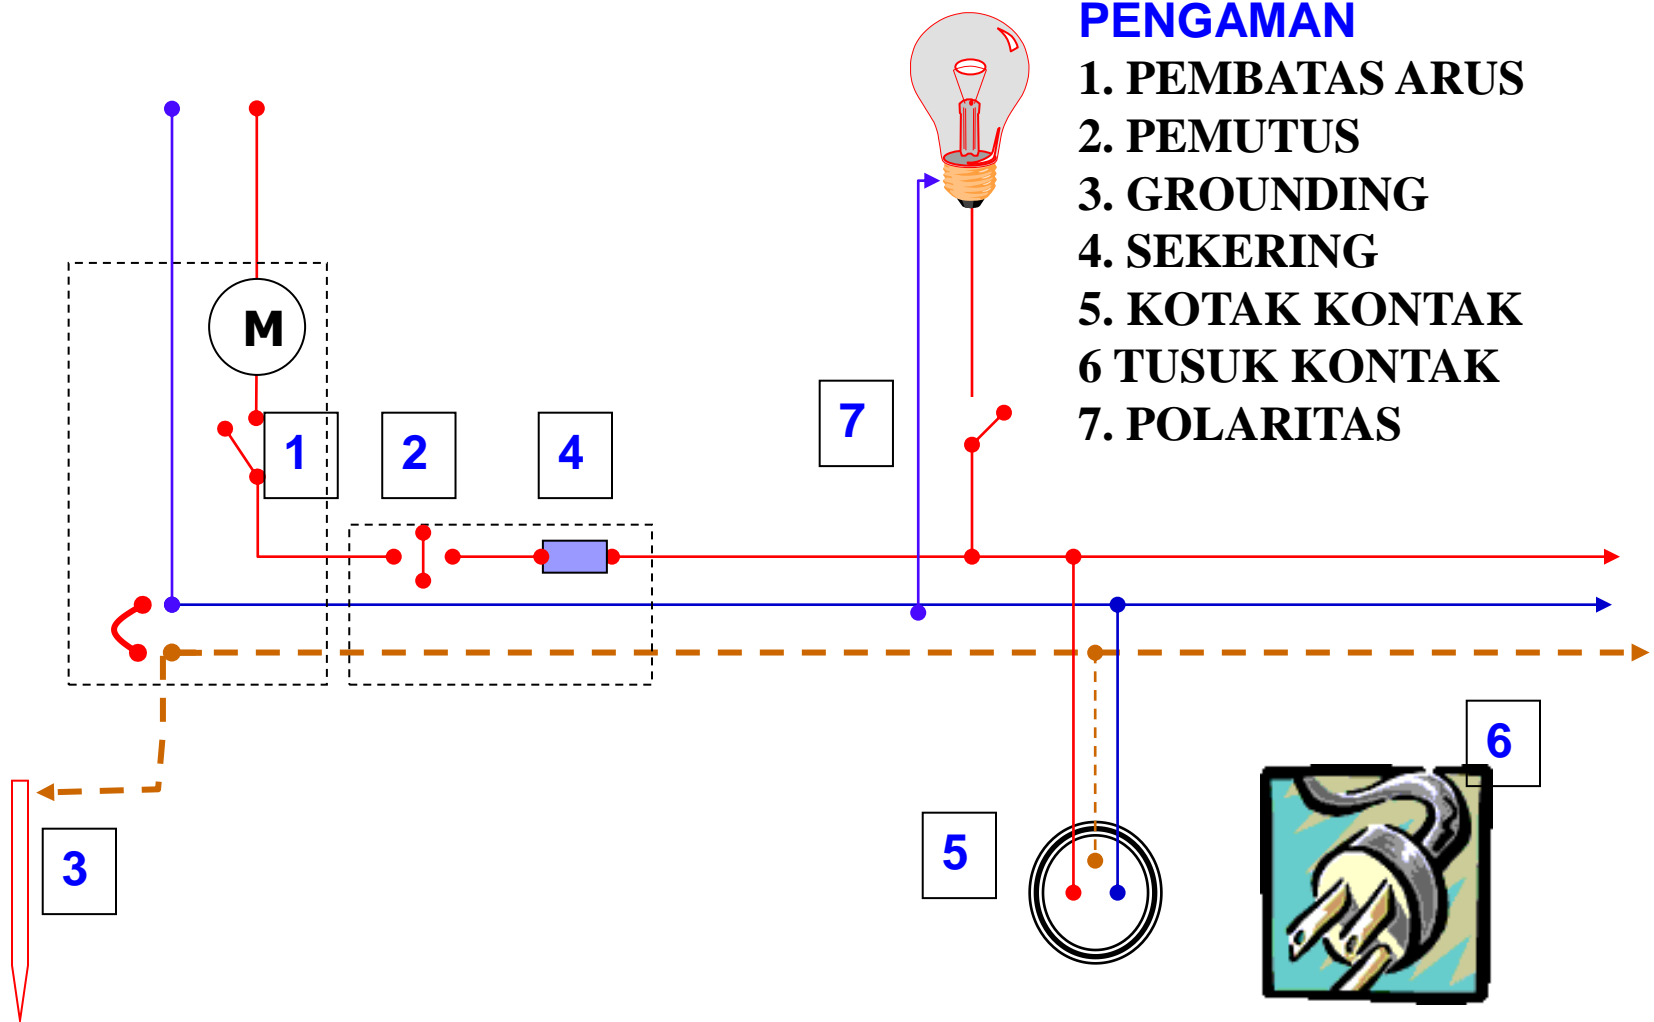 PENGAMAN
1. PEMBATAS ARUS
2. PEMUTUS
3. GROUNDING
4. SEKERING
5. KOTAK KONTAK
6 TUSUK KONTAK
7. POLARITAS
M
1
2
4
7
6
5
3